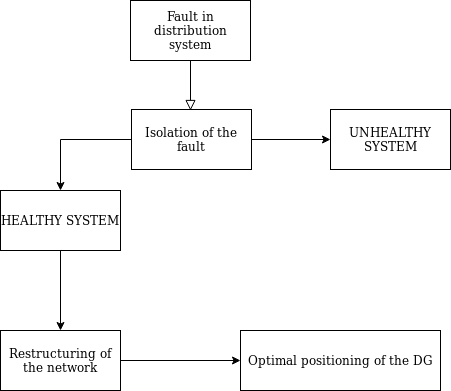 Fault in
distribution
system
Isolation of the
fault
UNHEALTHY
SYSTEM
HEALTHY SYSTEM
Restructuring of
the network
Optimal positioning of the DG